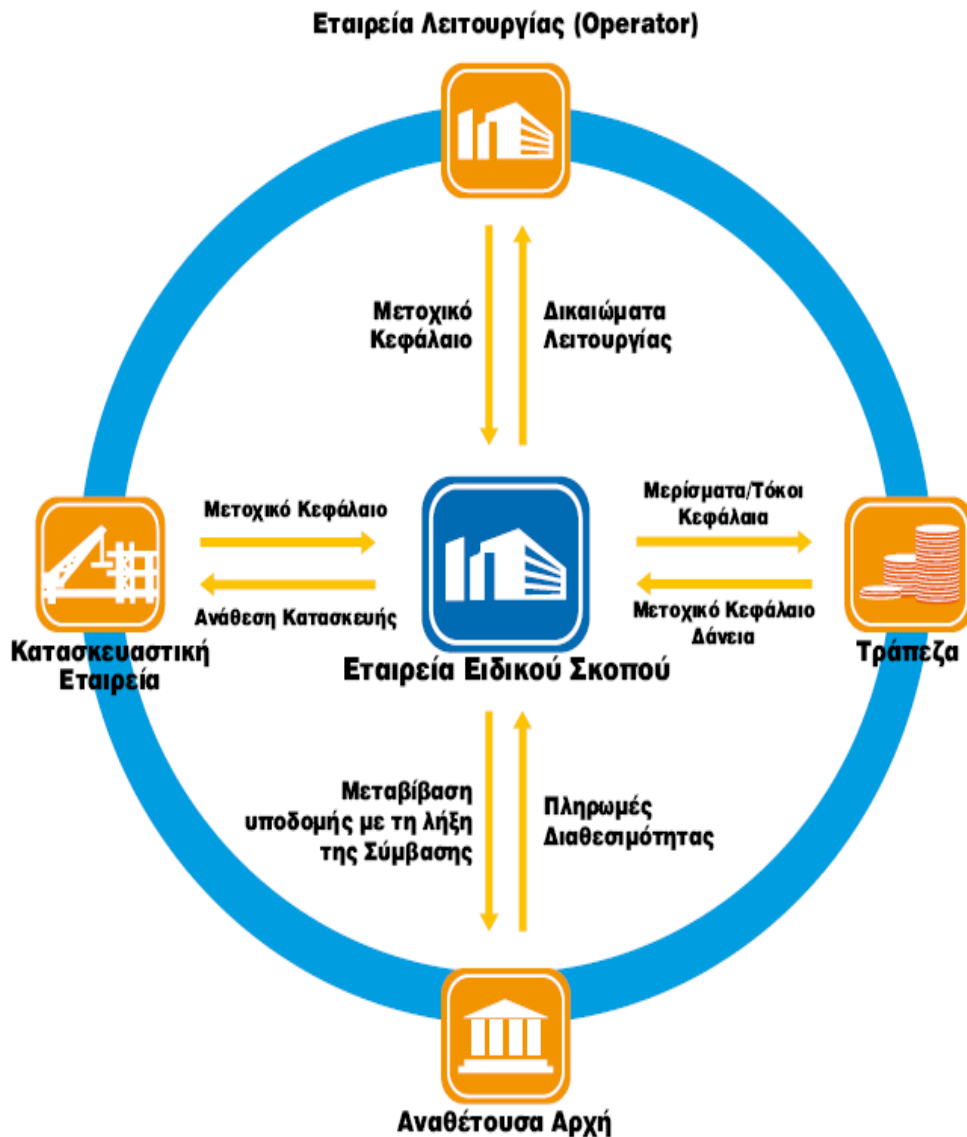 Εταιρεία Λειτουργίας (Operator)
Μετοχικό
Κεφάλαιο
Δικαιώματα
Λειτουργίας
Μετοχικό Κεφάλαιο
Ανάθεση Κατασκευής
Μερίσματα/Τόκοι
Κεφάλαια
Μετοχικό Κεφάλαιο
Δάνεια
Κατασκευαστική
Εταιρεία
Εταιρεία Ειδικού Σκοπού
Τράπεζα
Μεταβίβαση
υποδομής με τη λήξη
της Σύμβασης
Πληρωμές
Διαθεσιμότητας
Αναθέτουσα Αρχή